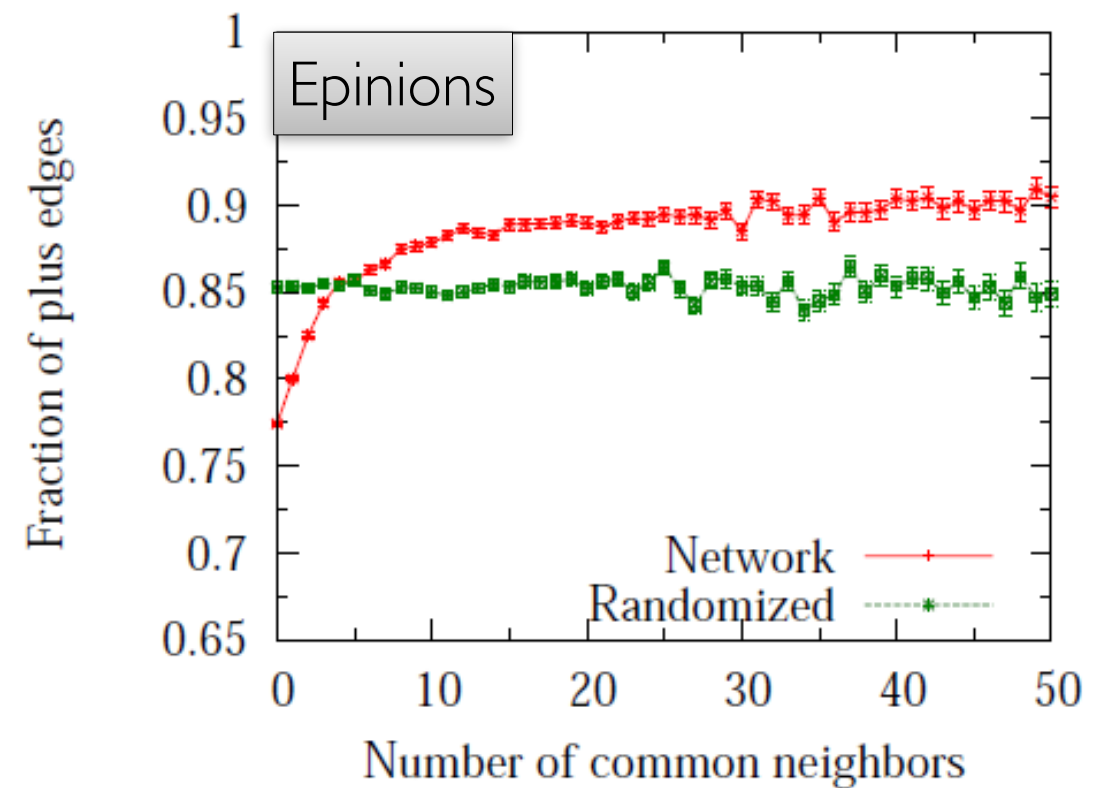 Epinions
Fraction of plus edges
1
0.95
0.9
0.85
0.8
0.75
0.7
0.65
Network
Randomized
0 10 20 30 40 50
Number of common neighbors